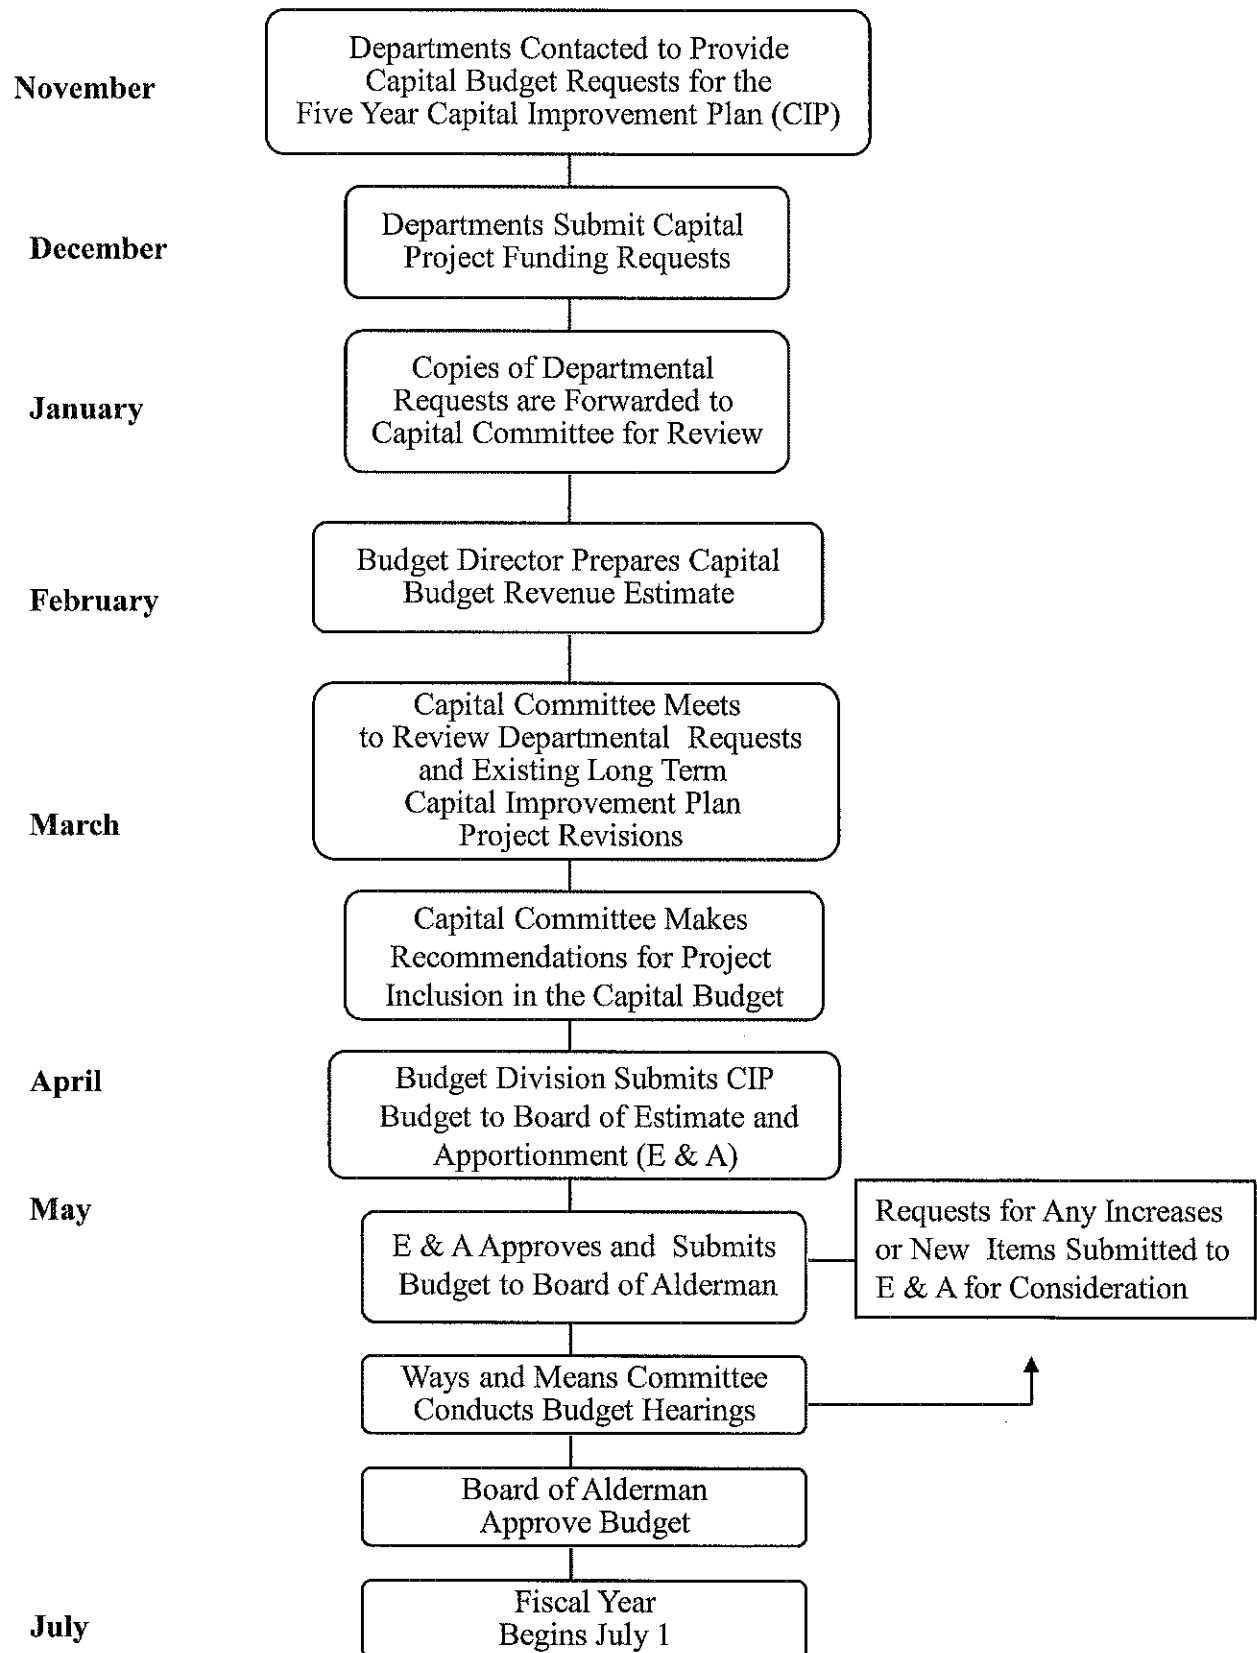 November
Departments Contacted to Provide
Capital Budget Requests for the
Five Year Capital Improvement Plan (CIP)
December
Departments Submit Capital
Project Funding Requests
January
Copies of Departmental
Requests are Forwarded to
Capital Committee for Review
February
Budget Director Prepares Capital
Budget Revenue Estimate
March
Capital Committee Meets
to Review Departmental Requests
and Existing Long Term
Capital Improvement Plan
Project Revisions
Capital Committee Makes
Recommendations for Project
Inclusion in the Capital Budget
April
Budget Division Submits CIP
Budget to Board of Estimate and
Apportionment (E & A)
May
E & A Approves and Submits
Budget to Board of Alderman
Requests for Any Increases
or New Items Submitted to
E & A for Consideration
Ways and Means Committee
Conducts Budget Hearings
Board of Alderman
Approve Budget
July
Fiscal Year
Begins July 1